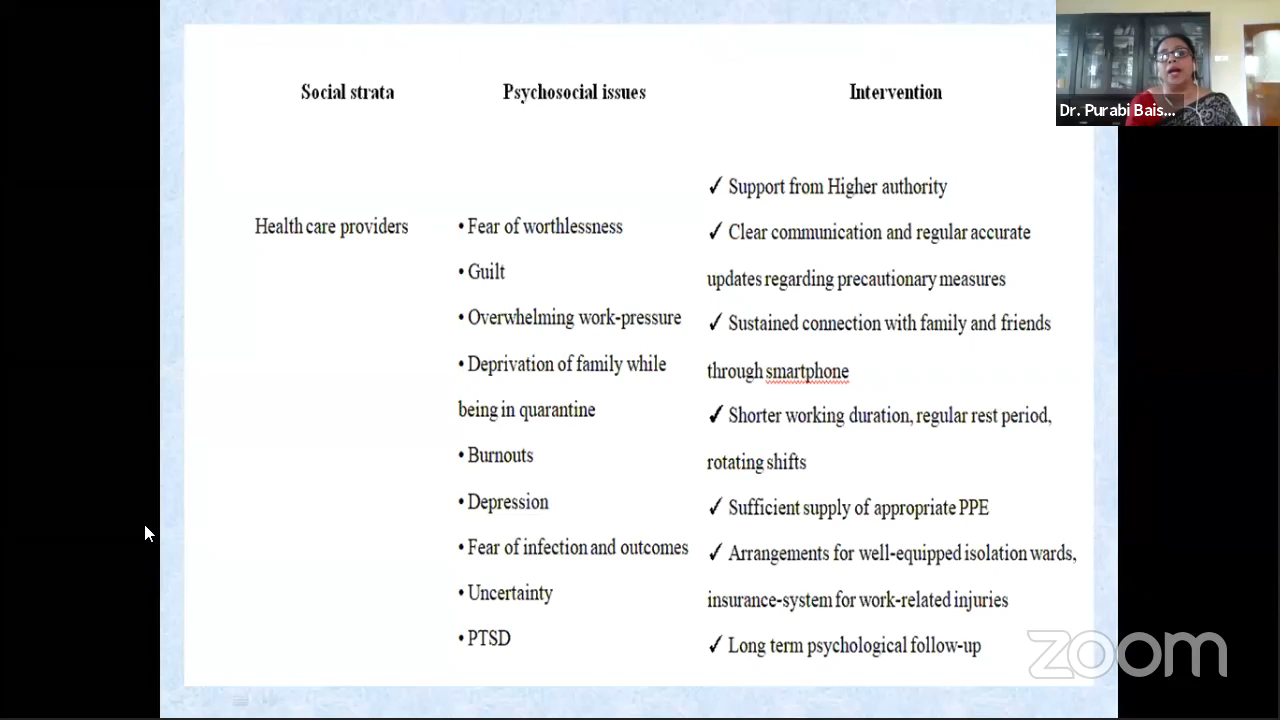 Social strata
Psychosocial issues
Intervention
Health care providers
• Fear of worthlessness
• Guilt
• Overwhelming work-pressure
• Deprivation of family while
being in quarantine
• Burnouts
• Depression
• Fear of infection and outcomes
• Uncertainty
• PTSD
✓ Support from Higher authority
✓ Clear communication and regular accurate
updates regarding precautionary measures
✓ Sustained connection with family and friends
through smartphone
✓ Shorter working duration, regular rest period,
rotating shifts
✓ Sufficient supply of appropriate PPE
✓ Arrangements for well-equipped isolation wards,
insurance-system for work-related injuries
✓ Long term psychological follow-up
Dr. Purabi Bais...
zoom